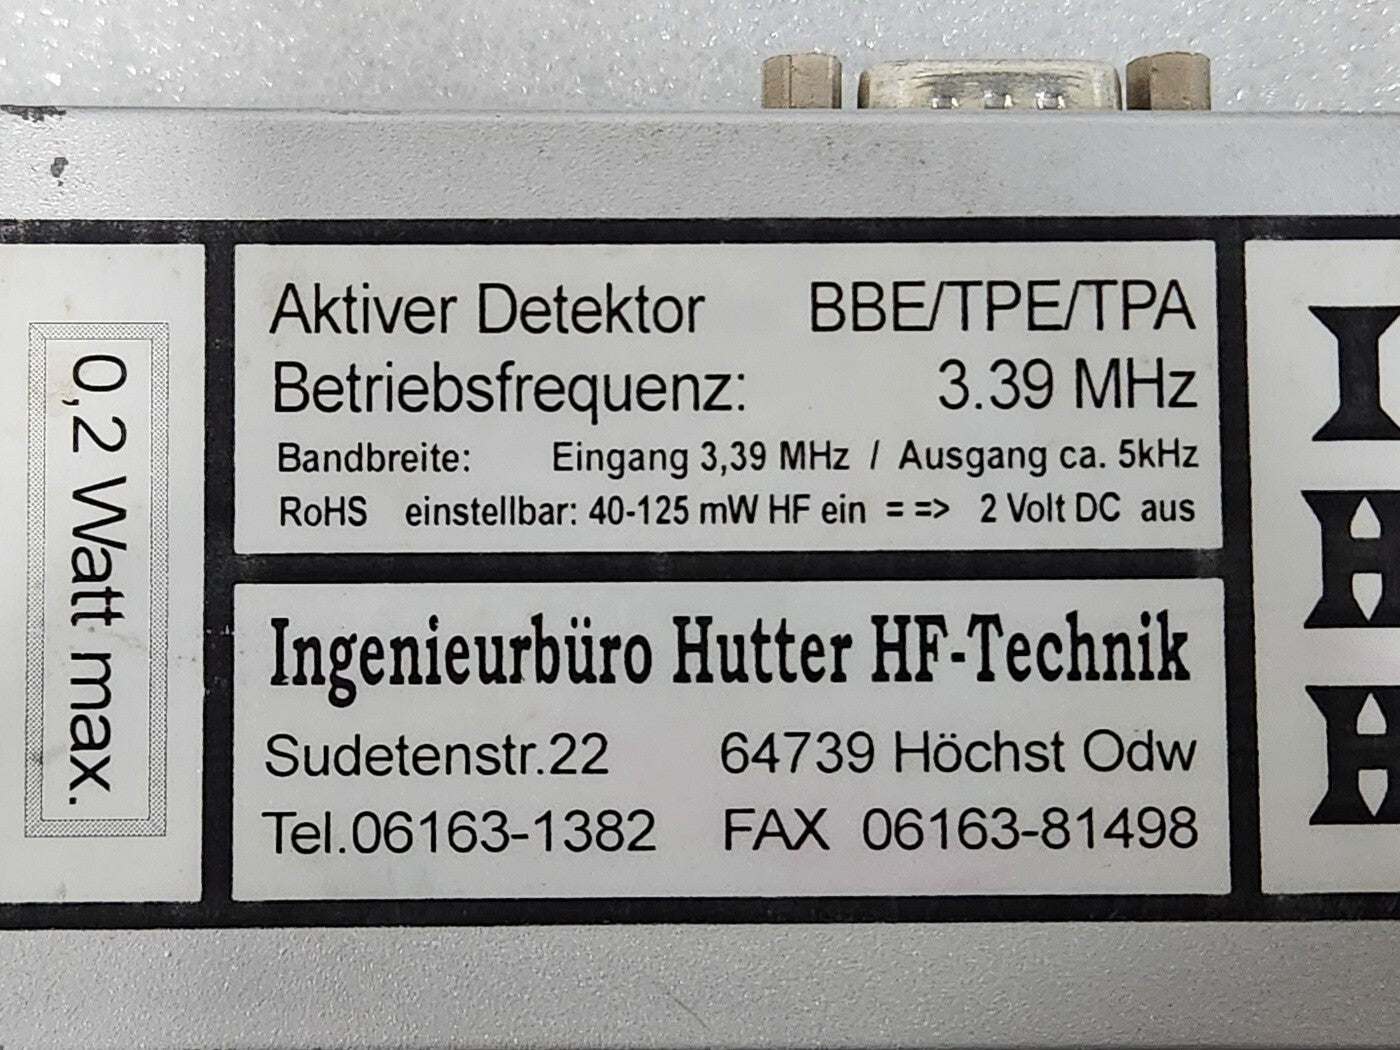 0,2 Watt max.
Aktiver Detektor BBE/TPE/TPA
Betriebsfrequenz: 3.39 MHz
Bandbreite: Eingang 3,39 MHz / Ausgang ca. 5kHz
RoHS einstellbar: 40-125 mW HF ein = => 2 Volt DC aus
Ingenieurbüro Hutter HF-Technik
Sudetenstr.22 64739 Höchst Odw
Tel.06163-1382 FAX 06163-81498
I
H
H